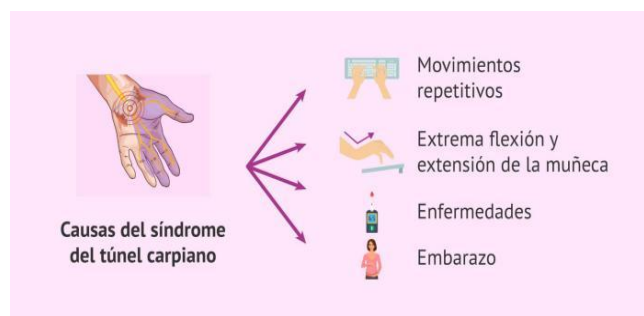 Movimientos
repetitivos
Extrema flexión y
extensión de la muñeca
Causas del síndrome
del túnel carpiano
Enfermedades
Embarazo